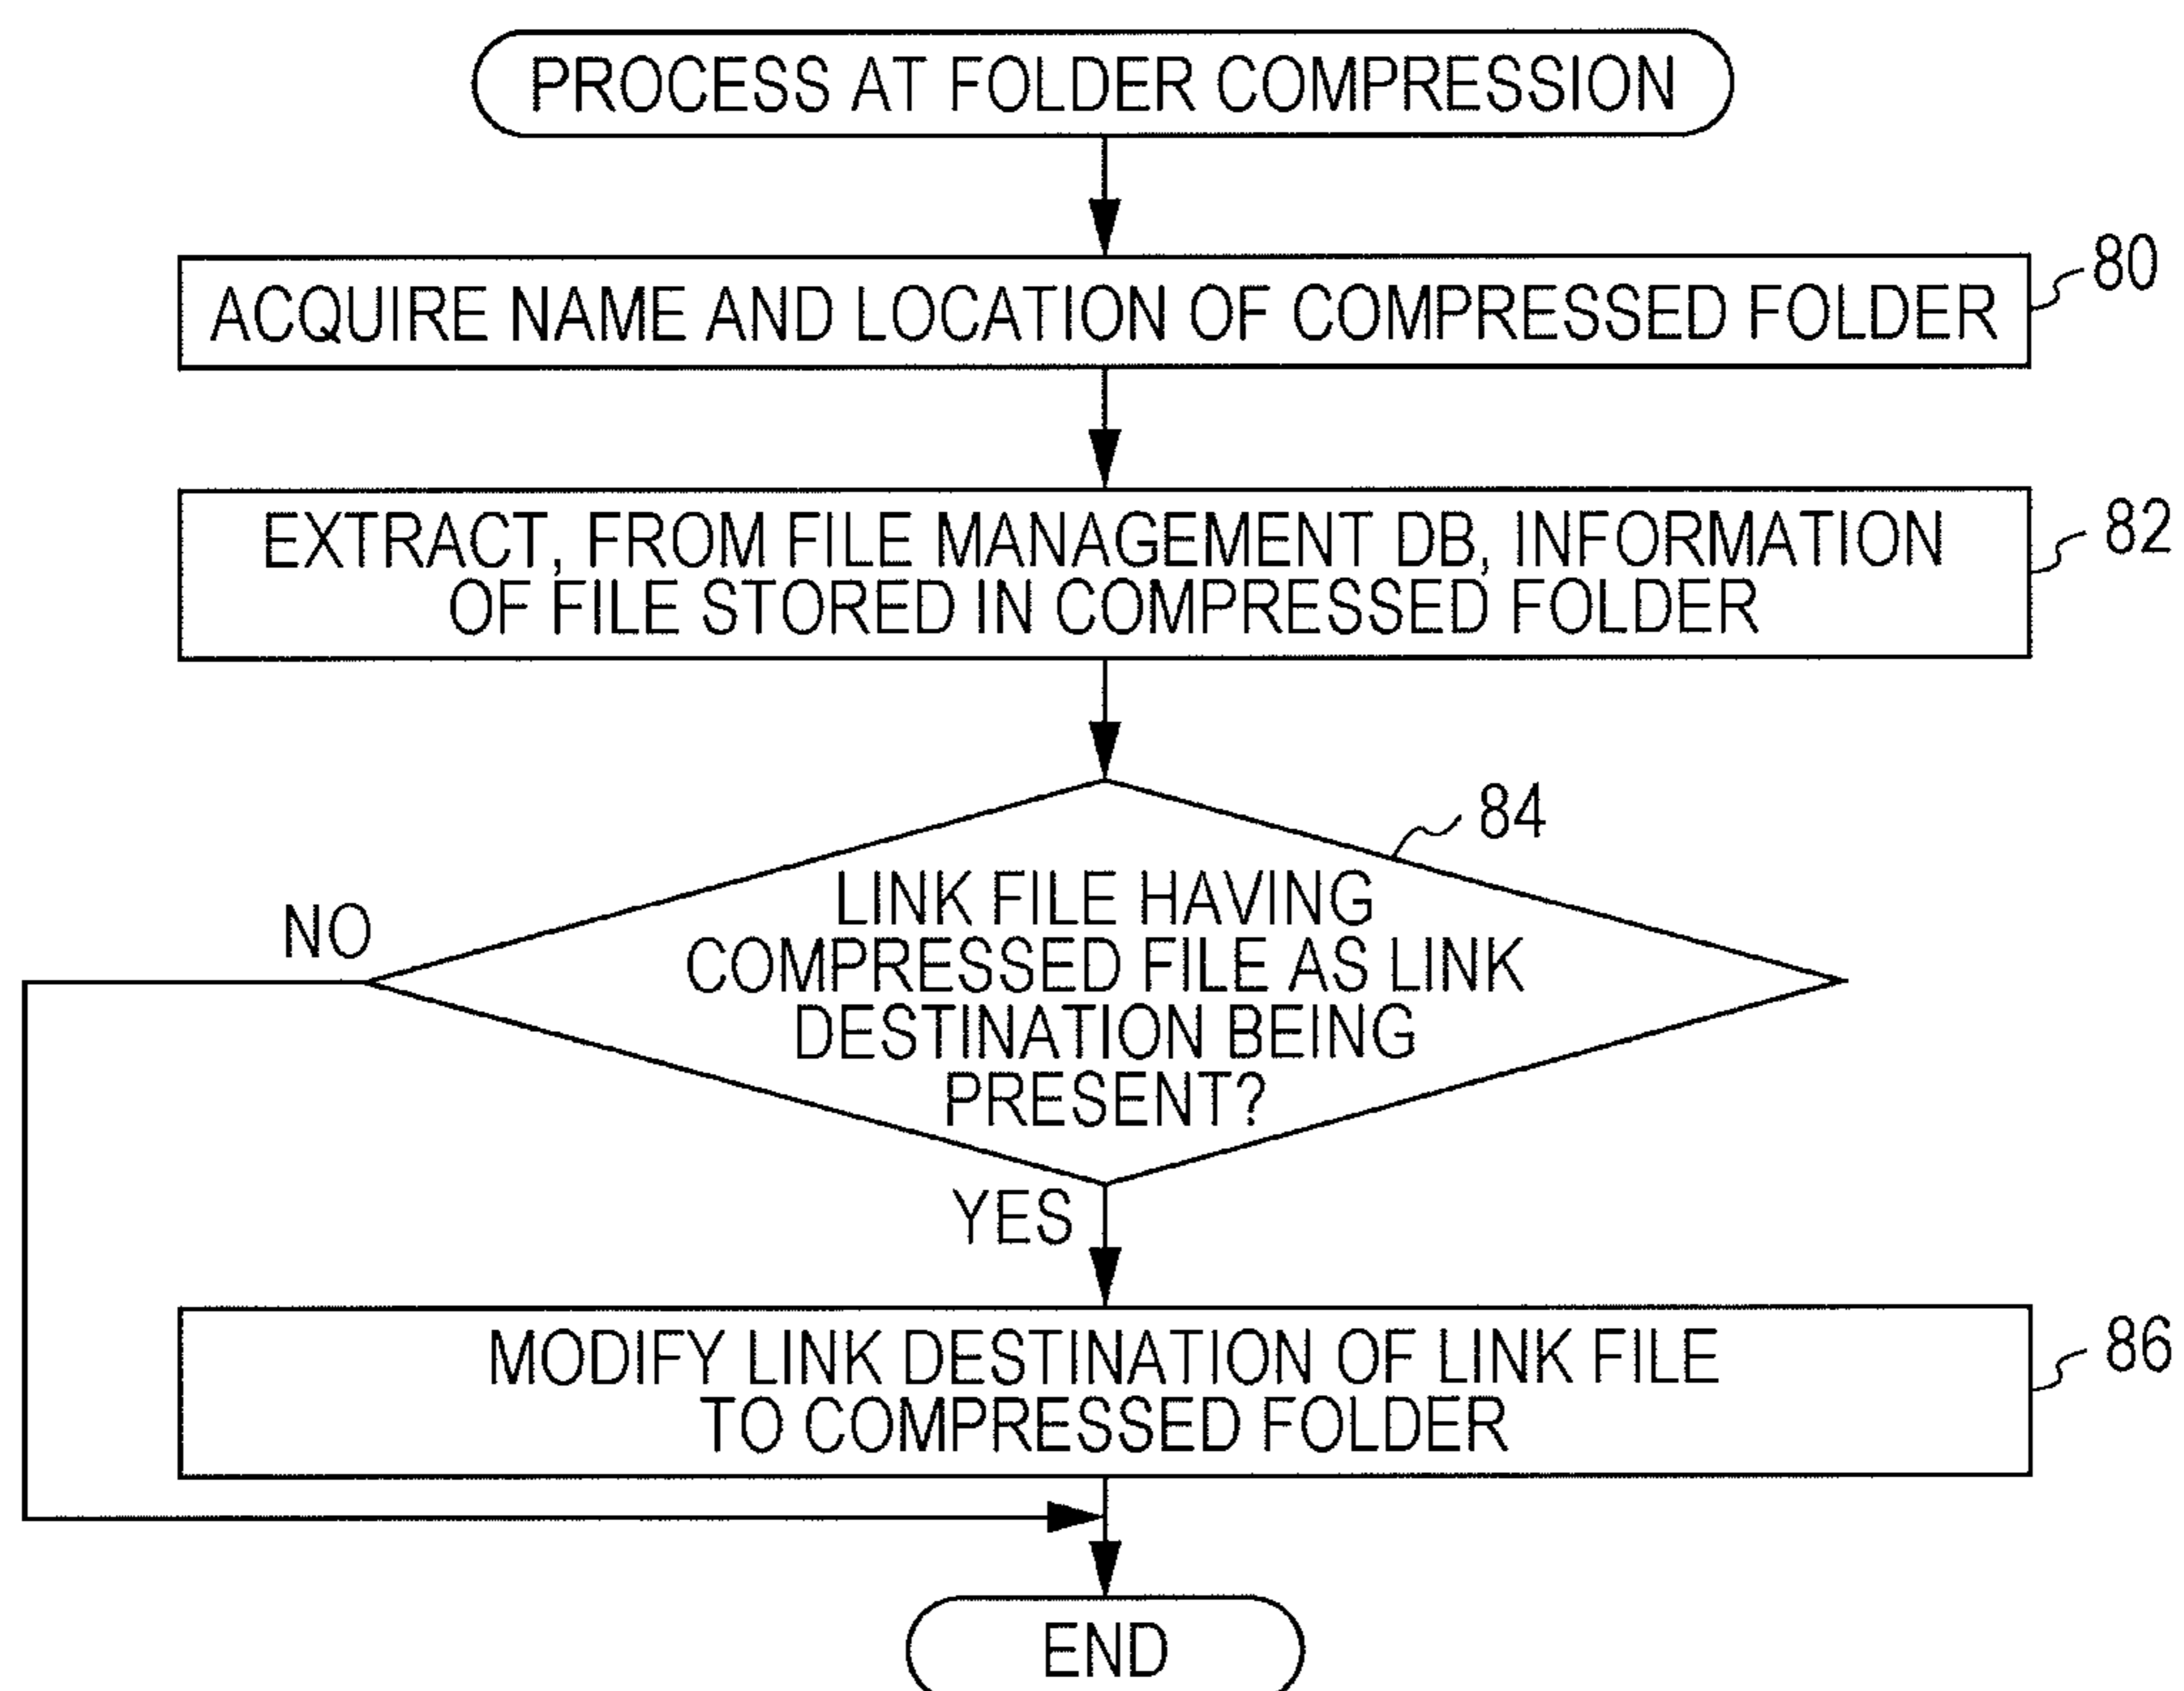 PROCESS AT FOLDER COMPRESSION
80
ACQUIRE NAME AND LOCATION OF COMPRESSED FOLDER
82
EXTRACT, FROM FILE MANAGEMENT DB, INFORMATION
OF FILE STORED IN COMPRESSED FOLDER
84
LINK FILE HAVING
COMPRESSED FILE AS LINK
DESTINATION BEING
PRESENT?
NO
YES
86
MODIFY LINK DESTINATION OF LINK FILE
TO COMPRESSED FOLDER
END